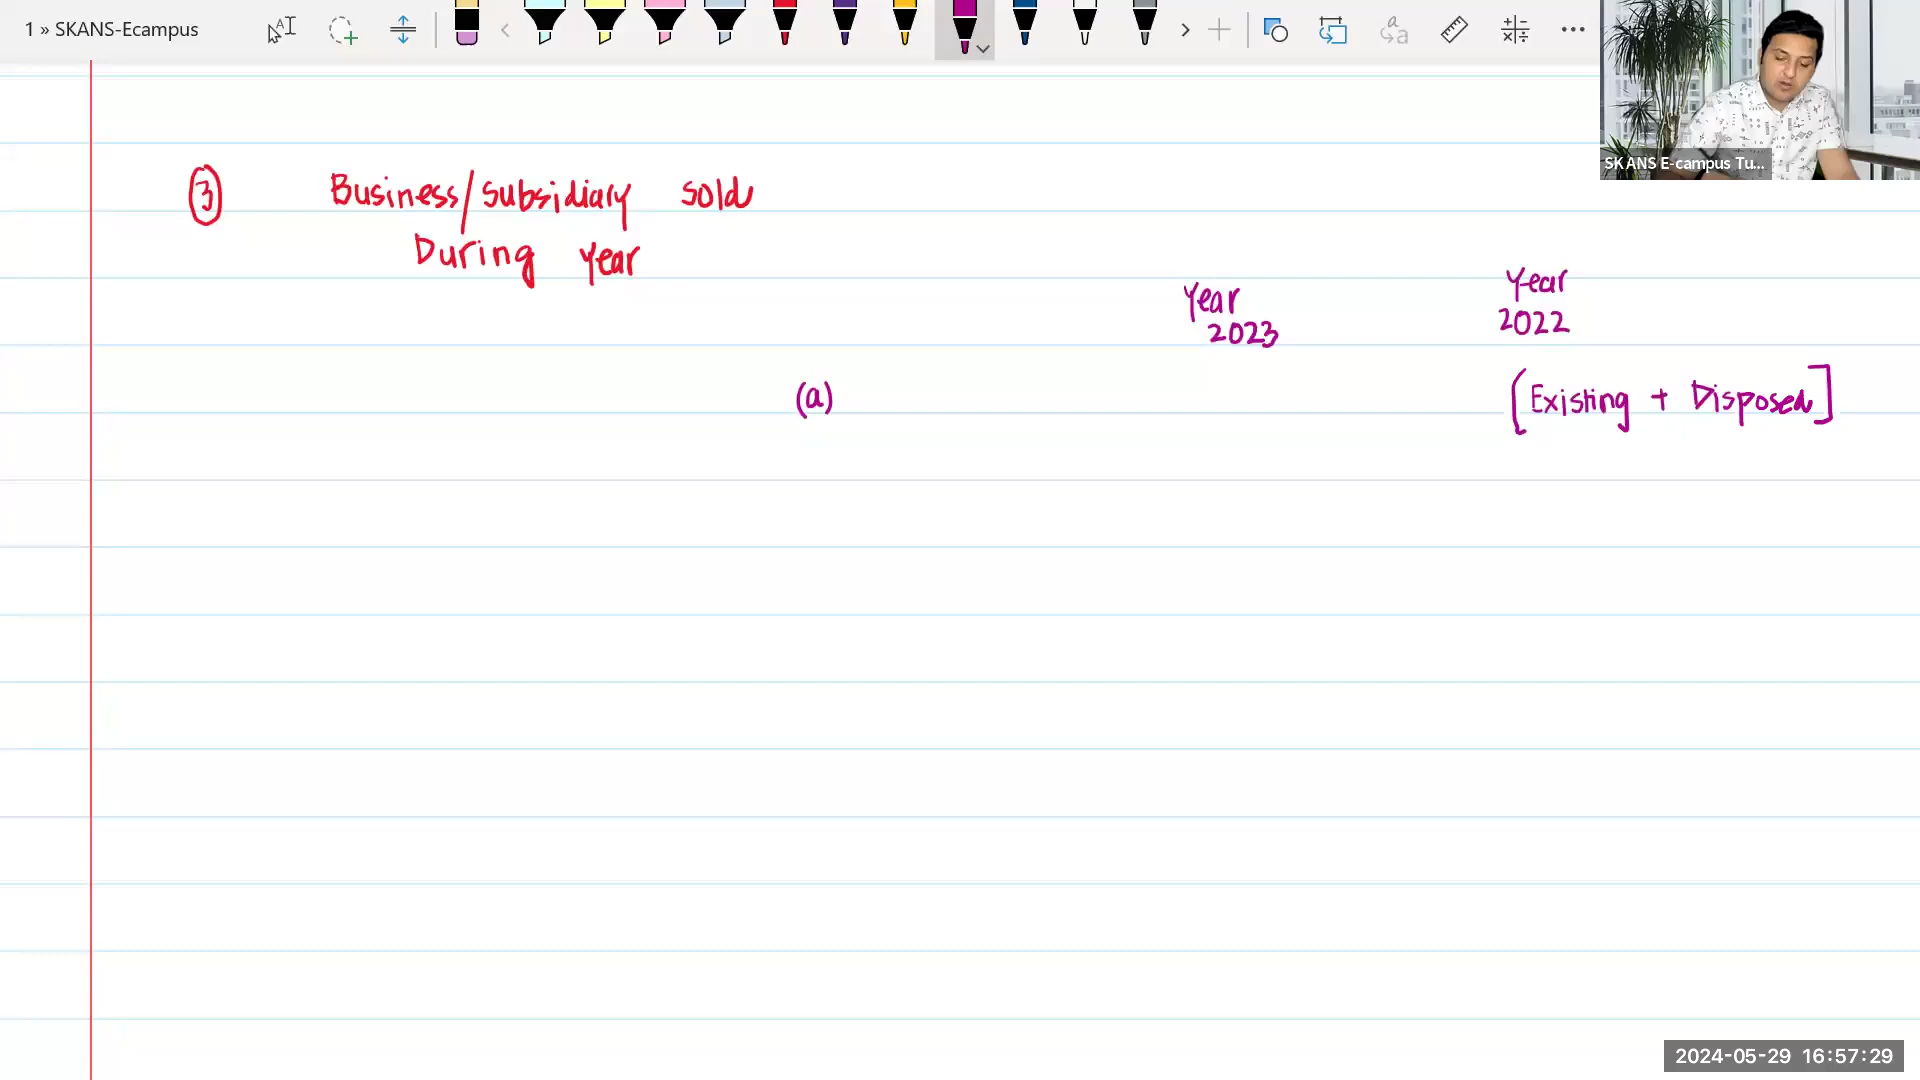 1 » SKANS-Ecampus
SKANS E-campus Tu...
③ Business/subsidiary sold
During year
Year
2023
Year
2022
(a)
[Existing + Disposed]
2024-05-29 16:57:29